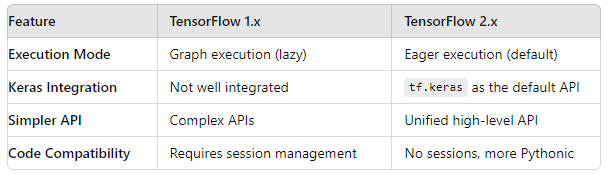 Feature TensorFlow 1.x TensorFlow 2.x
Execution Mode Graph execution (lazy) Eager execution (default)
Keras Integration Not well integrated tf.keras as the default API
Simpler API Complex APIs Unified high-level API
Code Compatibility Requires session management No sessions, more Pythonic